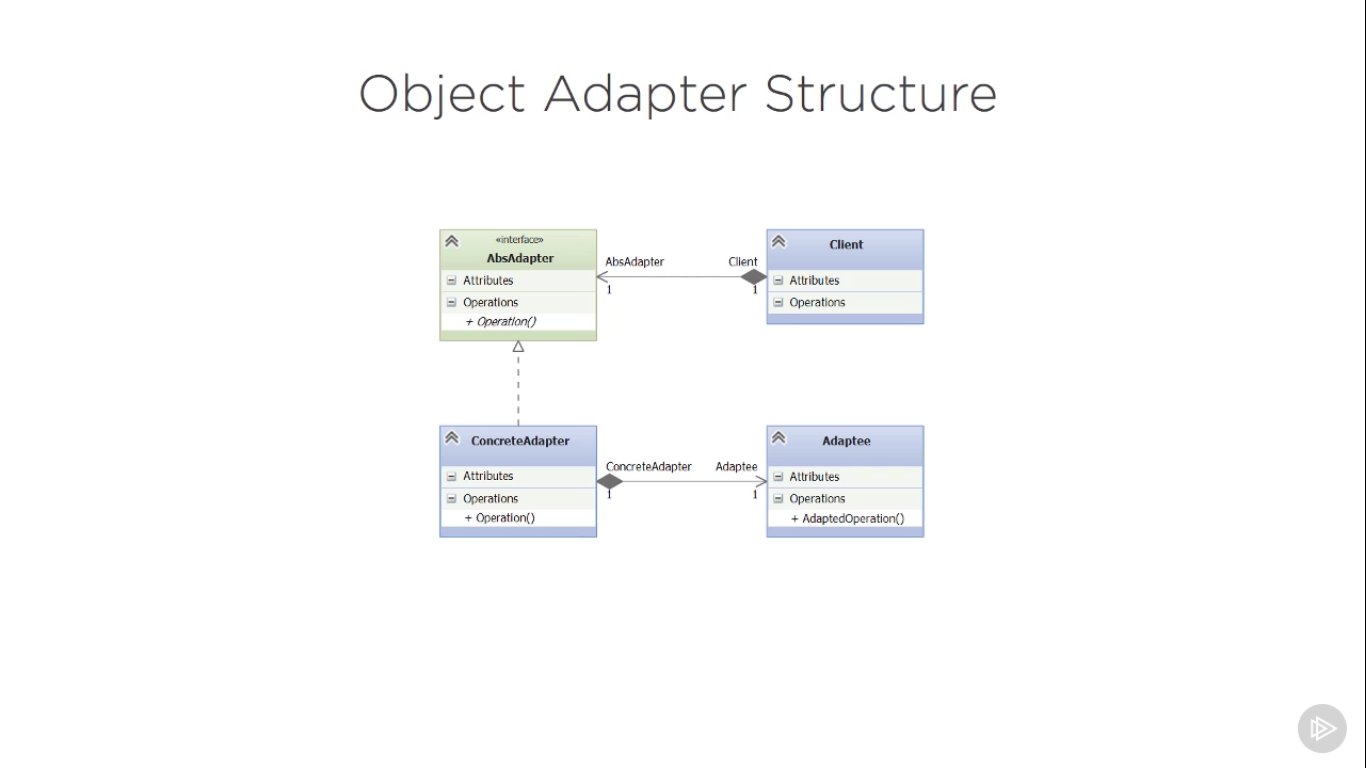 Object Adapter Structure
«interface»
AbsAdapter
Attributes
Operations
+ Operation()
AbsAdapter
1
Client
1
Client
Attributes
Operations
ConcreteAdapter
Attributes
Operations
+ Operation()
ConcreteAdapter
1
Adaptee
1
Adaptee
Attributes
Operations
+ AdaptedOperation()